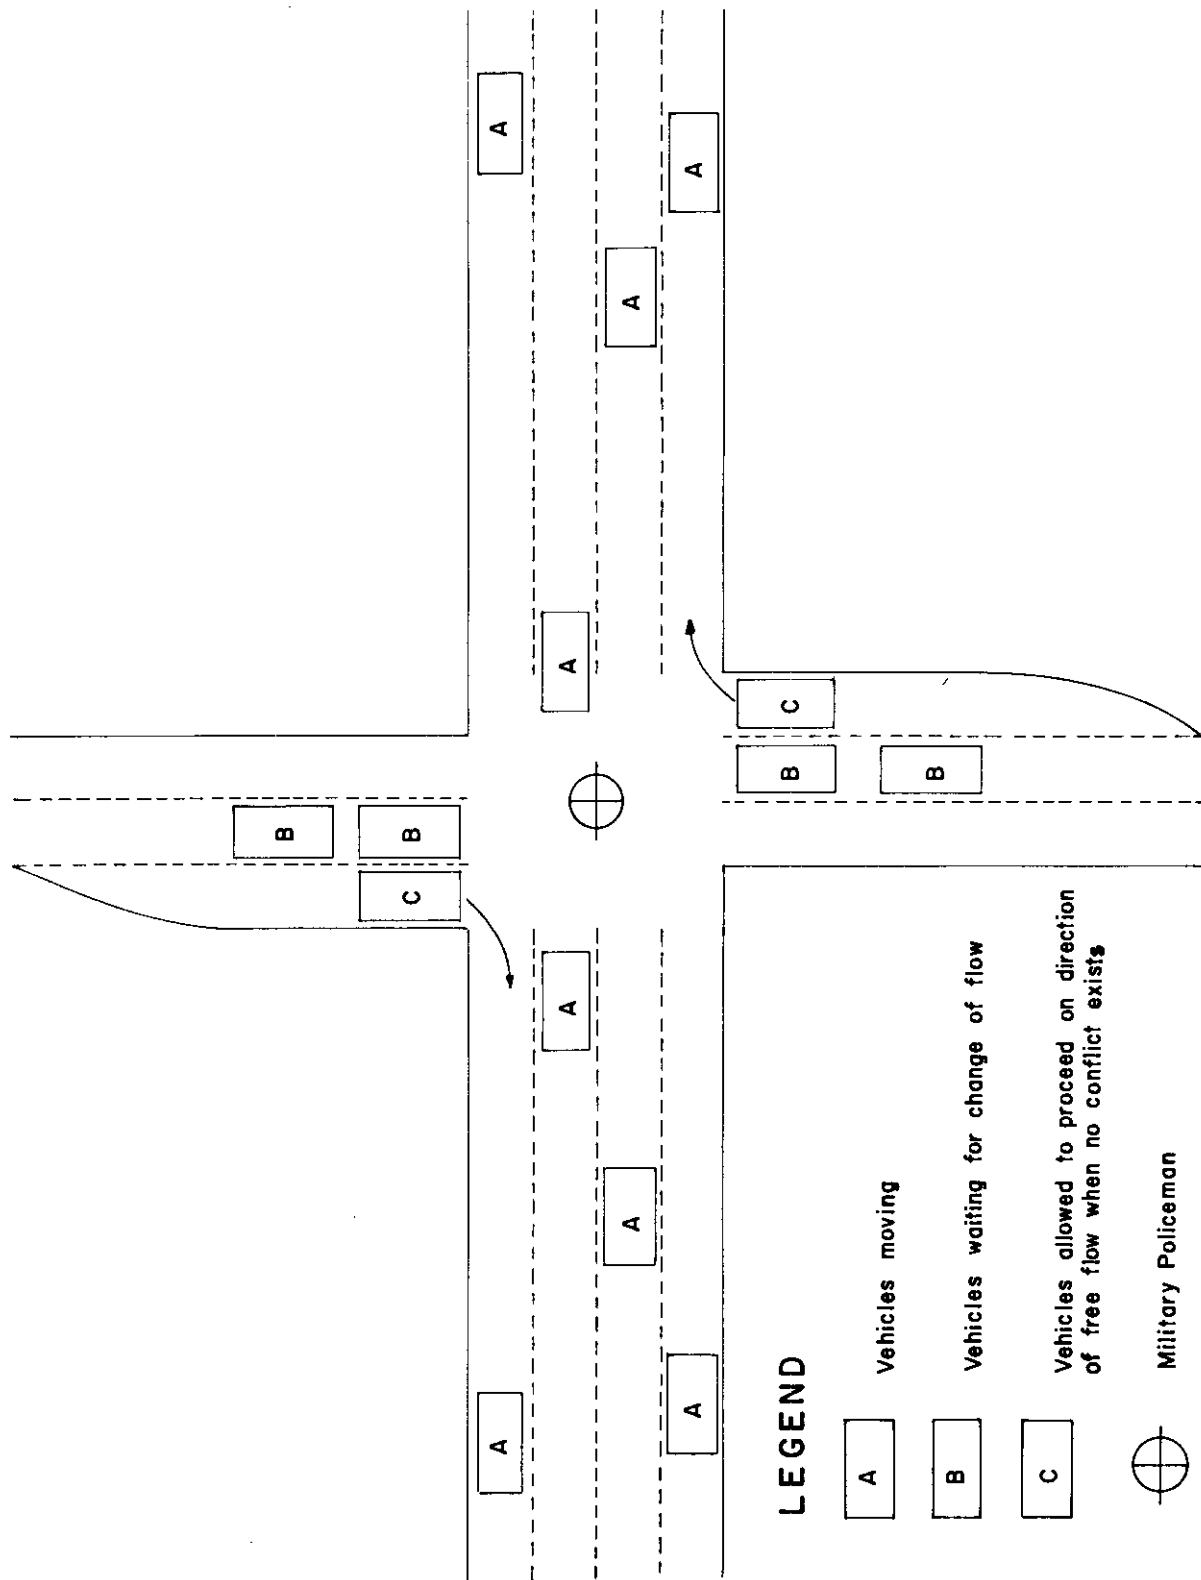 B
C
B
A
A
A
A
A
A
A
A
B
C
B
LEGEND
A Vehicles moving
B Vehicles waiting for change of flow
C Vehicles allowed to proceed on direction
of free flow when no conflict exists
Military Policeman